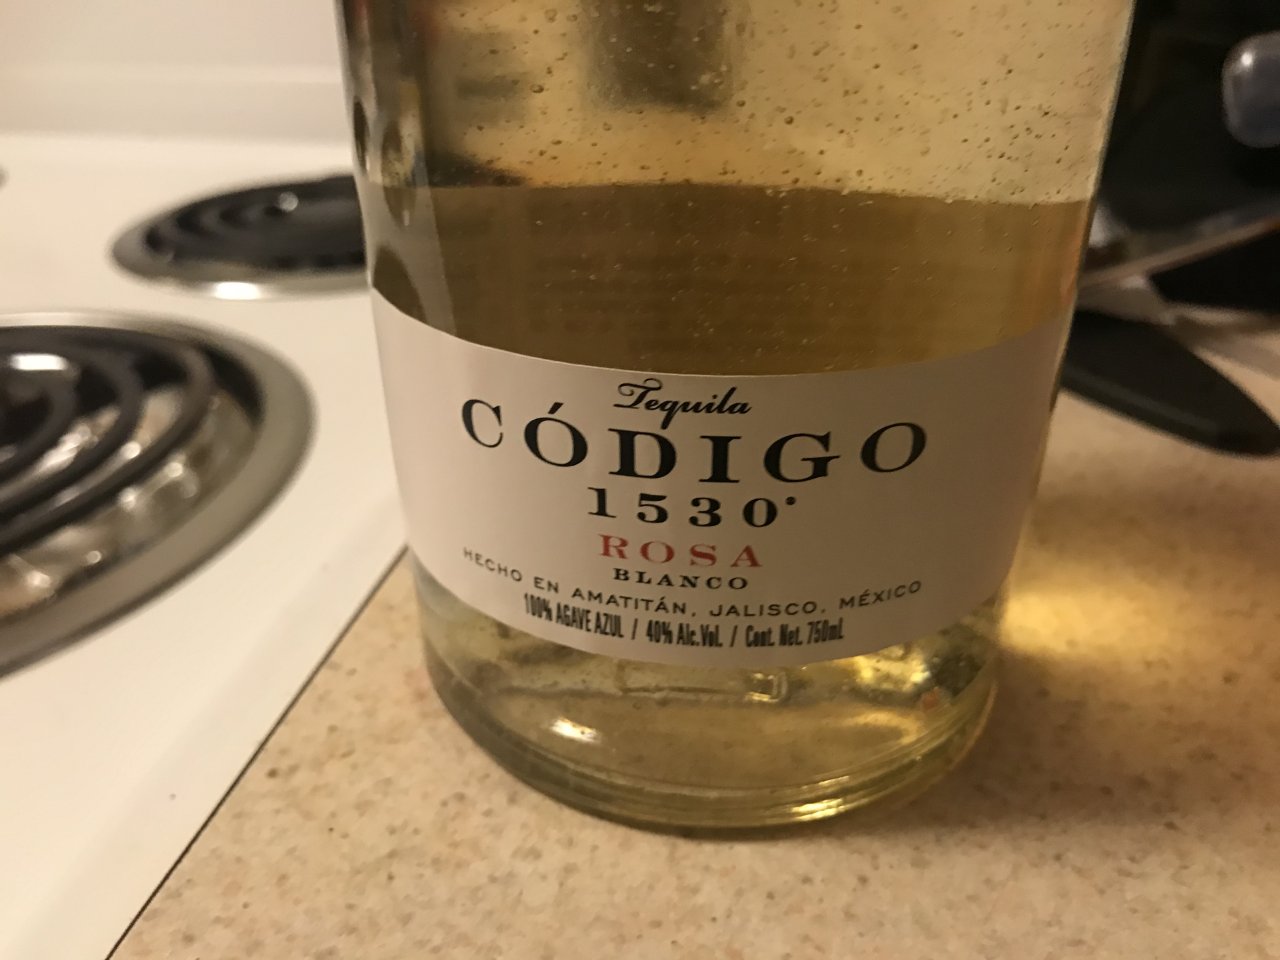 Tequila
CÓDIGO
1530°
ROSA
BLANCO
HECHO EN AMATITÁN, JALISCO, MÉXICO
100% AGAVE AZUL / 40% Alc.Vol. / Cont. Net. 750mL